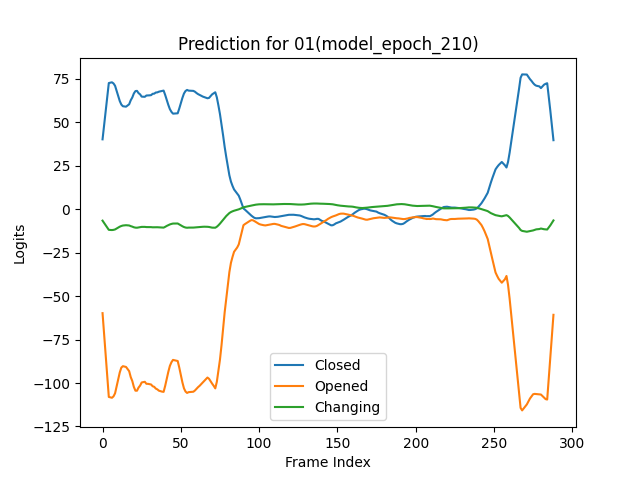 Prediction for 01(model_epoch_210)
Logits
75
50
25
0
−25
−50
−75
−100
−125
Closed
Opened
Changing
0
50
100
150
200
250
300
Frame Index